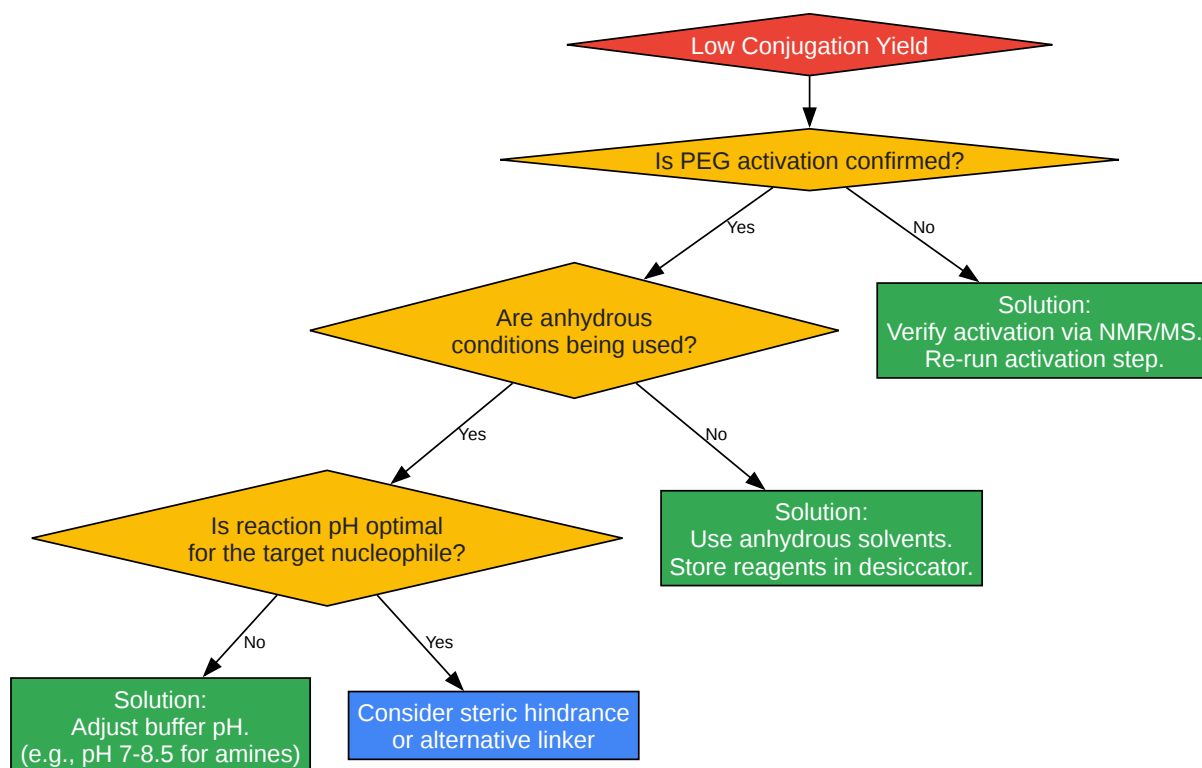 Low Conjugation Yield
Is PEG activation confirmed?
Yes
No
Are anhydrous
conditions being used?
Solution:
Verify activation via NMR/MS.
Re-run activation step.
Yes
No
Is reaction pH optimal
for the target nucleophile?
Solution:
Use anhydrous solvents.
Store reagents in desiccator.
No
Yes
Solution:
Adjust buffer pH.
(e.g., pH 7-8.5 for amines)
Consider steric hindrance
or alternative linker